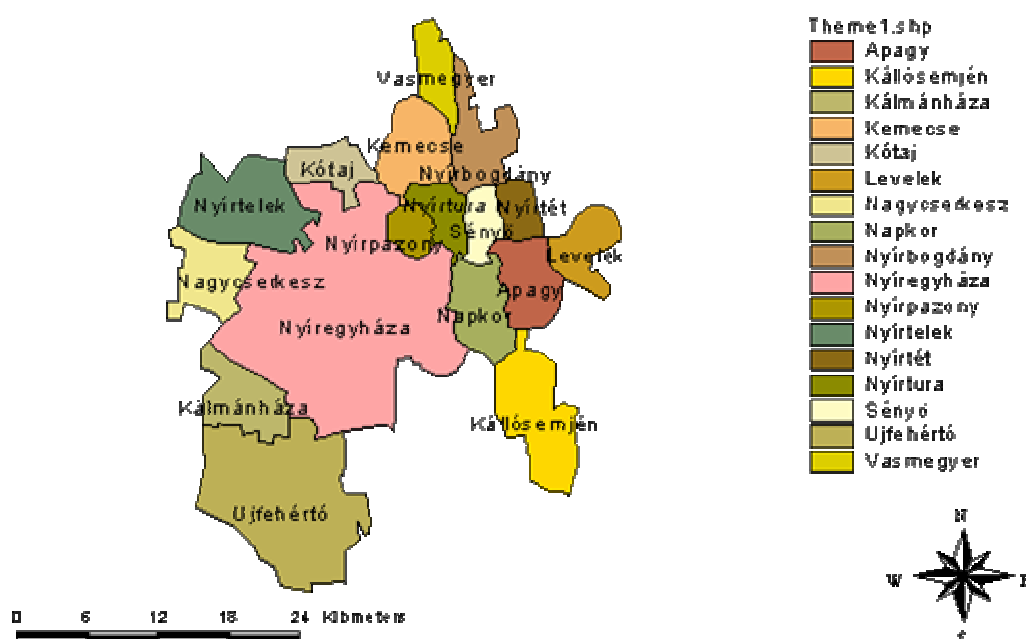 Theme1.shp
Apagy
Kállósemjén
Kálmánháza
Kemecse
Kótaj
Levelek
Nagycserkesz
Napkor
Nyírbogdány
Nyíregyháza
Nyírpazony
Nyírtelek
Nyírtét
Nyírtura
Sényő
Ujfehértó
Vasmegyer
Vasmegyer
Kemecse
Kótaj
Nyírbogdány
Nyírtelek
Nyírtura
Nyírtét
Sényő
Nyírpazony
Levelek
Nagycserkesz
Apagy
Napkor
Nyíregyháza
Kálmánháza
Kállósemjén
Ujfehértó
N
W
E
S
0 6 12 18 24 Kilometers